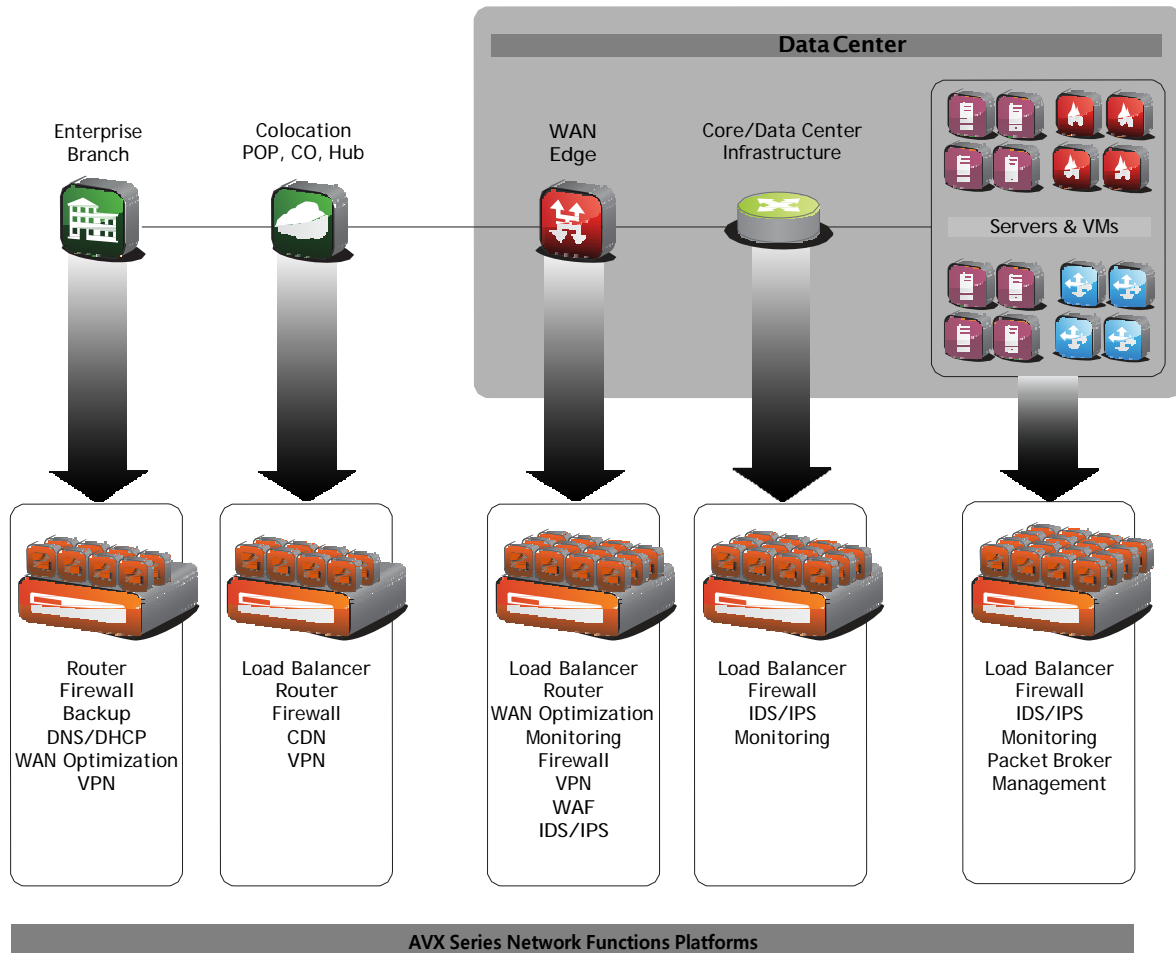 Data Center
Enterprise
Branch
Colocation
POP, CO, Hub
WAN
Edge
Core/Data Center
Infrastructure
Servers & VMs
Router
Firewall
Backup
DNS/DHCP
WAN Optimization
VPN
Load Balancer
Router
Firewall
CDN
VPN
Load Balancer
Router
WAN Optimization
Monitoring
Firewall
VPN
WAF
IDS/IPS
Load Balancer
Firewall
IDS/IPS
Monitoring
Load Balancer
Firewall
IDS/IPS
Monitoring
Packet Broker
Management
AVX Series Network Functions Platforms